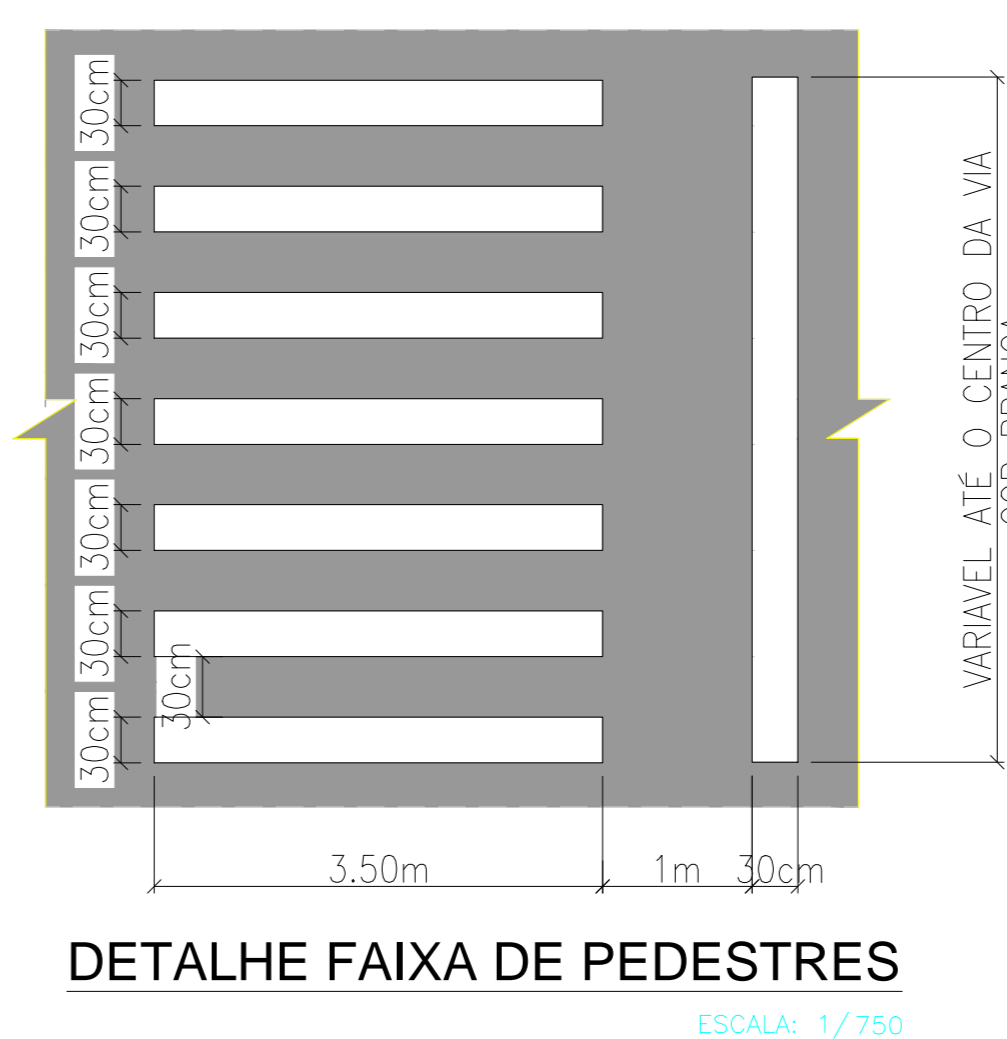 30cm
30cm
30cm
30cm
30cm
30cm
30cm
30cm
VARIAVEL ATÉ O CENTRO DA VIA
3.50m
1m
30cm
DETALHE FAIXA DE PEDESTRES
ESCALA: 1/750